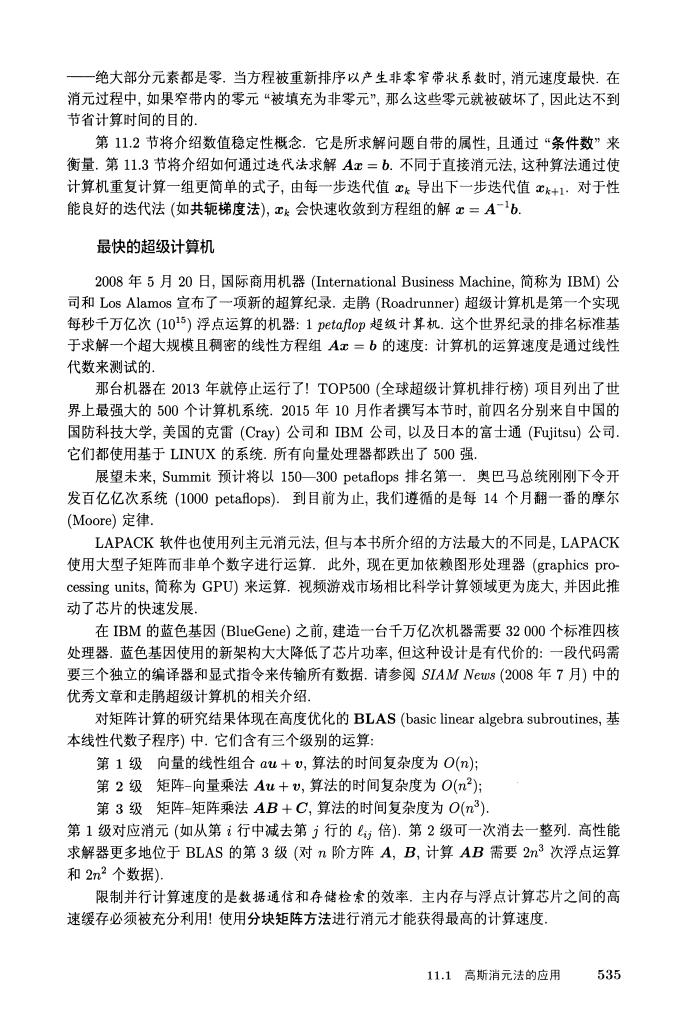 ——绝大部分元素都是零. 当方程被重新排序以产生非零窄带状系数时, 消元速度最快. 在
消元过程中, 如果窄带内的零元 “被填充为非零元”, 那么这些零元就被破坏了, 因此达不到
节省计算时间的目的.
第 11.2 节将介绍数值稳定性概念. 它是所求解问题自带的属性, 且通过 “条件数” 来
衡量. 第 11.3 节将介绍如何通过迭代法求解 Ax = b. 不同于直接消元法, 这种算法通过使
计算机重复计算一组更简单的式子, 由每一步迭代值 xₖ 导出下一步迭代值 xₖ₊₁. 对于性
能良好的迭代法 (如共轭梯度法), xₖ 会快速收敛到方程组的解 x = A⁻¹b.
最快的超级计算机
2008 年 5 月 20 日, 国际商用机器 (International Business Machine, 简称为 IBM) 公
司和 Los Alamos 宣布了一项新的超算纪录. 走鹃 (Roadrunner) 超级计算机是第一个实现
每秒千万亿次 (10¹⁵) 浮点运算的机器: 1 petaflop 超级计算机. 这个世界纪录的排名标准基
于求解一个超大规模且稠密的线性方程组 Ax = b 的速度: 计算机的运算速度是通过线性
代数来测试的.
那台机器在 2013 年就停止运行了! TOP500 (全球超级计算机排行榜) 项目列出了世
界上最强大的 500 个计算机系统. 2015 年 10 月作者撰写本节时, 前四名分别来自中国的
国防科技大学, 美国的克雷 (Cray) 公司和 IBM 公司, 以及日本的富士通 (Fujitsu) 公司.
它们都使用基于 LINUX 的系统. 所有向量处理器都跌出了 500 强.
展望未来, Summit 预计将以 150—300 petaflops 排名第一. 奥巴马总统刚刚下令开
发百亿亿次系统 (1000 petaflops). 到目前为止, 我们遵循的是每 14 个月翻一番的摩尔
(Moore) 定律.
LAPACK 软件也使用列主元消元法, 但与本书所介绍的方法最大的不同是, LAPACK
使用大型子矩阵而非单个数字进行运算. 此外, 现在更加依赖图形处理器 (graphics pro-
cessing units, 简称为 GPU) 来运算. 视频游戏市场相比科学计算领域更为庞大, 并因此推
动了芯片的快速发展.
在 IBM 的蓝色基因 (BlueGene) 之前, 建造一台千万亿次机器需要 32 000 个标准四核
处理器. 蓝色基因使用的新架构大大降低了芯片功率, 但这种设计是有代价的: 一段代码需
要三个独立的编译器和显式指令来传输所有数据. 请参阅 SIAM News (2008 年 7 月) 中的
优秀文章和走鹃超级计算机的相关介绍.
对矩阵计算的研究结果体现在高度优化的 BLAS (basic linear algebra subroutines, 基
本线性代数子程序) 中. 它们含有三个级别的运算:
第 1 级 向量的线性组合 au + v, 算法的时间复杂度为 O(n);
第 2 级 矩阵–向量乘法 Au + v, 算法的时间复杂度为 O(n²);
第 3 级 矩阵–矩阵乘法 AB + C, 算法的时间复杂度为 O(n³).
第 1 级对应消元 (如从第 i 行中减去第 j 行的 ℓᵢⱼ 倍). 第 2 级可一次消去一整列. 高性能
求解器更多地位于 BLAS 的第 3 级 (对 n 阶方阵 A, B, 计算 AB 需要 2n³ 次浮点运算
和 2n² 个数据).
限制并行计算速度的是数据通信和存储检索的效率. 主内存与浮点计算芯片之间的高
速缓存必须被充分利用! 使用分块矩阵方法进行消元才能获得最高的计算速度.
11.1 高斯消元法的应用 535